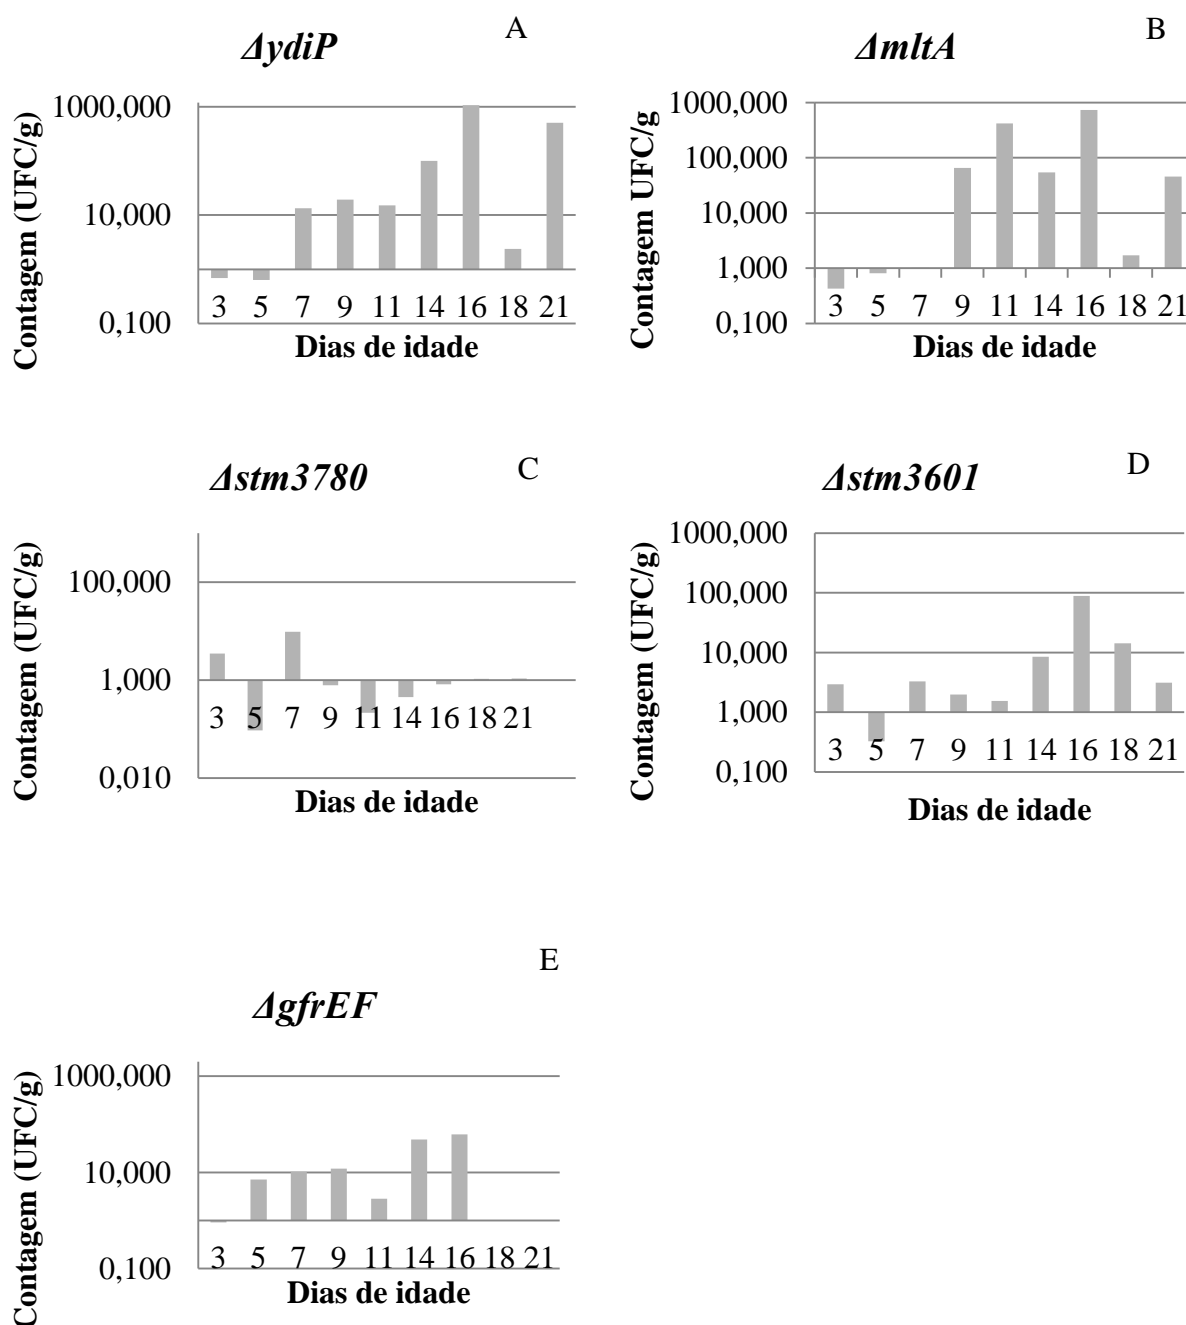 A
ΔydiP
Contagem (UFC/g)
1000,000
10,000
0,100
3 5 7 9 11 14 16 18 21
Dias de idade
B
ΔmltA
Contagem UFC/g
1000,000
100,000
10,000
1,000
0,100
3 5 7 9 11 14 16 18 21
Dias de idade
C
Δstm3780
Contagem (UFC/g)
100,000
1,000
0,010
3 5 7 9 11 14 16 18 21
Dias de idade
D
Δstm3601
Contagem (UFC/g)
1000,000
100,000
10,000
1,000
0,100
3 5 7 9 11 14 16 18 21
Dias de idade
E
ΔgfrEF
Contagem (UFC/g)
1000,000
10,000
0,100
3 5 7 9 11 14 16 18 21
Dias de idade